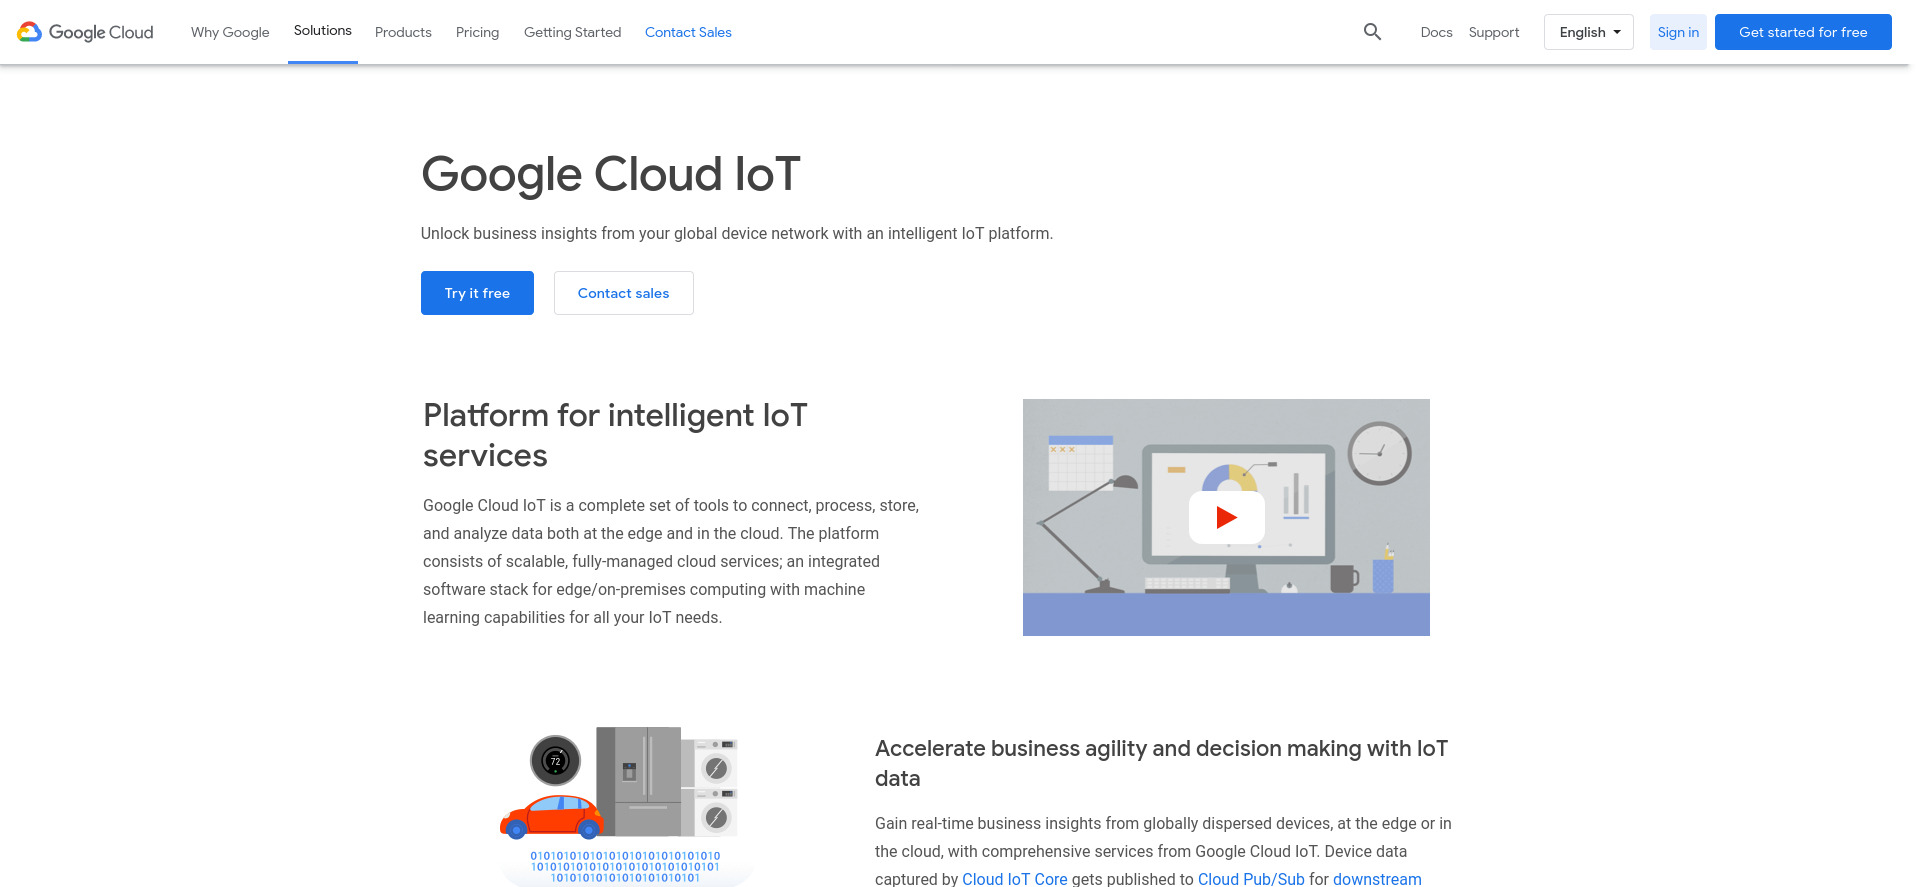 Google Cloud
Why Google
Solutions
Products
Pricing
Getting Started
Contact Sales
Docs
Support
English
Sign in
Get started for free
Google Cloud IoT
Unlock business insights from your global device network with an intelligent IoT platform.
Try it free
Contact sales
Platform for intelligent IoT
services
Google Cloud IoT is a complete set of tools to connect, process, store,
and analyze data both at the edge and in the cloud. The platform
consists of scalable, fully-managed cloud services; an integrated
software stack for edge/on-premises computing with machine
learning capabilities for all your IoT needs.
72
01010101010101010101010101010
10101010101010101010101010101
10101010101010101010101
Accelerate business agility and decision making with IoT
data
Gain real-time business insights from globally dispersed devices, at the edge or in
the cloud, with comprehensive services from Google Cloud IoT. Device data
captured by Cloud IoT Core gets published to Cloud Pub/Sub for downstream